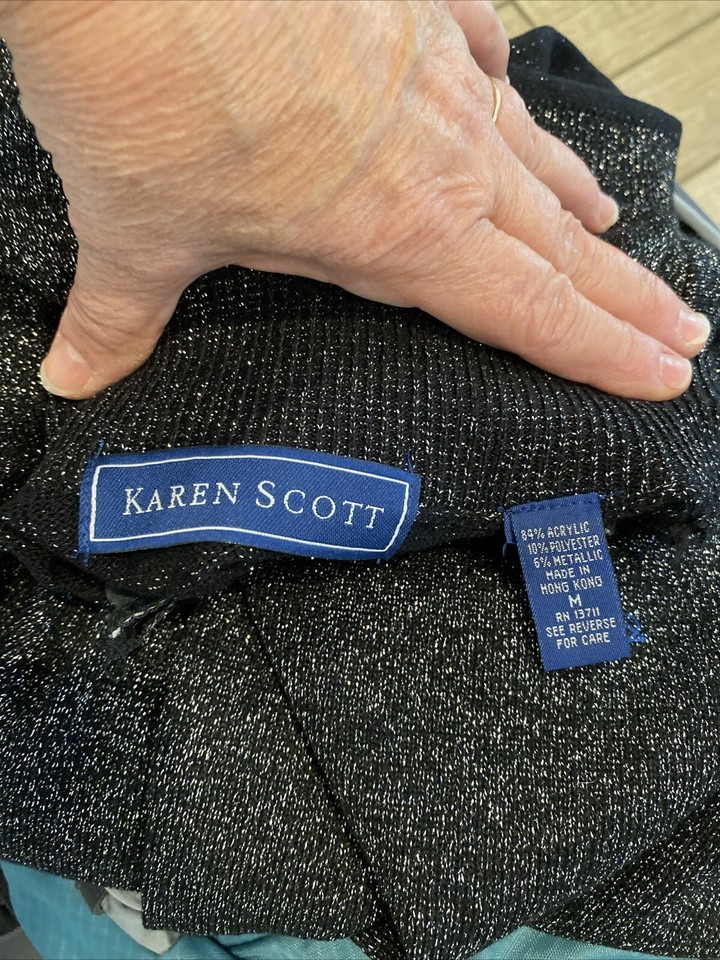 KAREN SCOTT
84% ACRYLIC
10% POLYESTER
6% METALLIC
MADE IN
HONG KONG
M
RN 13711
SEE REVERSE
FOR CARE